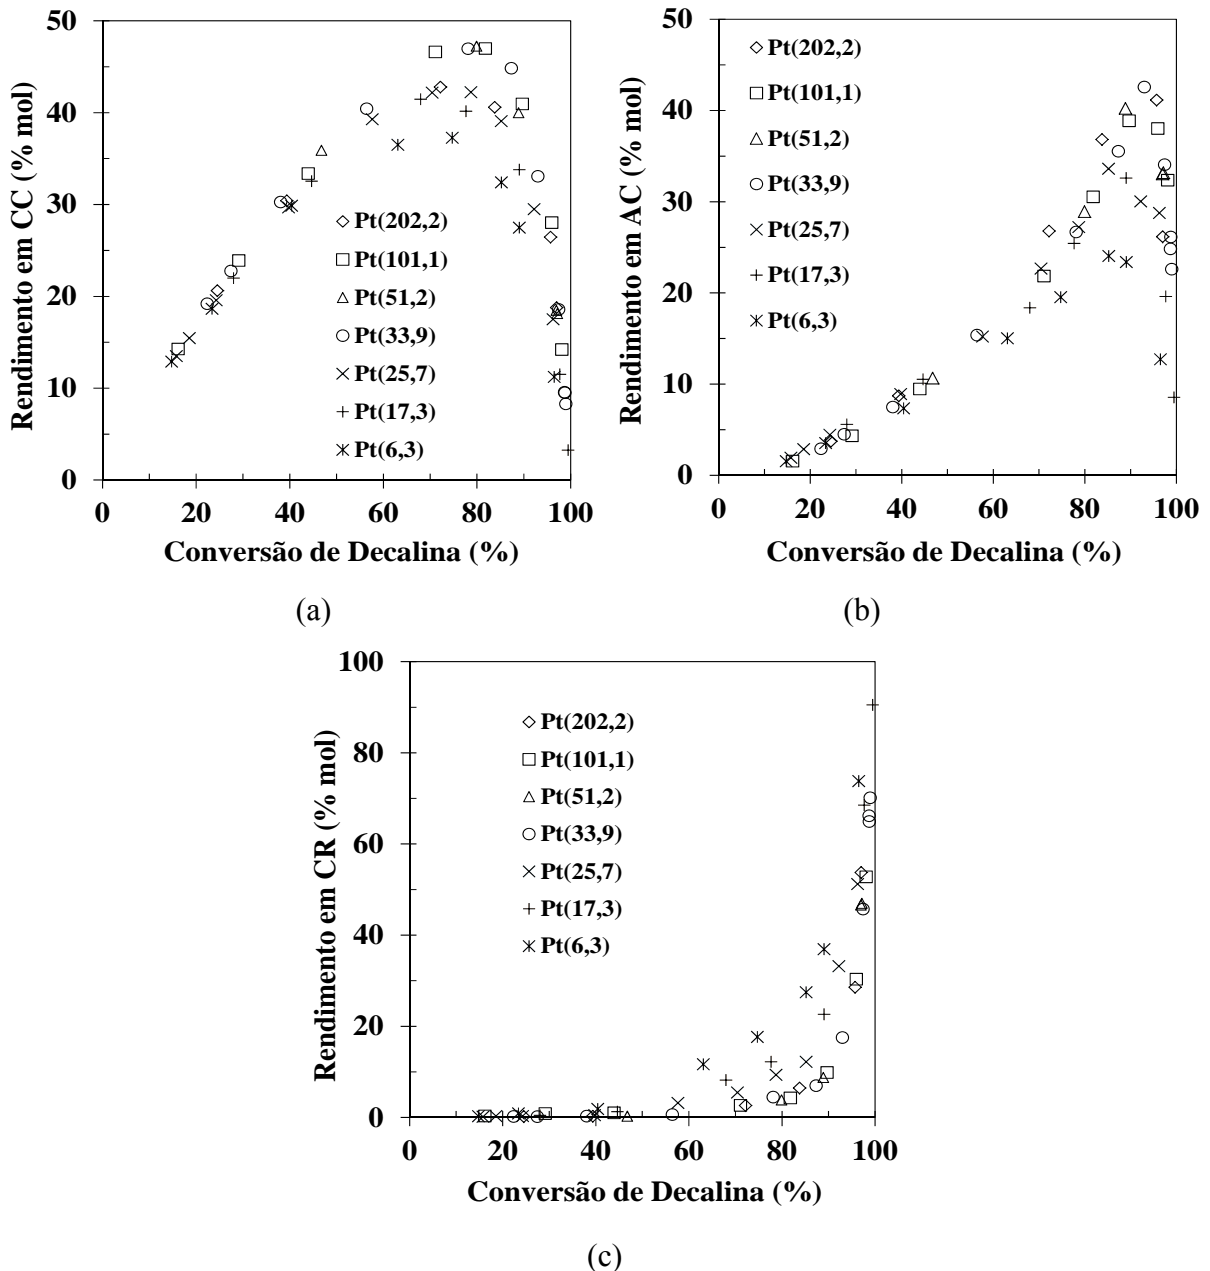 50
40
30
20
10
0
Rendimento em CC (% mol)
Pt(202,2)
Pt(101,1)
Pt(51,2)
Pt(33,9)
Pt(25,7)
Pt(17,3)
Pt(6,3)
0 20 40 60 80 100
Conversão de Decalina (%)
(a)
50
40
30
20
10
0
Rendimento em AC (% mol)
Pt(202,2)
Pt(101,1)
Pt(51,2)
Pt(33,9)
Pt(25,7)
Pt(17,3)
Pt(6,3)
0 20 40 60 80 100
Conversão de Decalina (%)
(b)
100
80
60
40
20
0
Rendimento em CR (% mol)
Pt(202,2)
Pt(101,1)
Pt(51,2)
Pt(33,9)
Pt(25,7)
Pt(17,3)
Pt(6,3)
0 20 40 60 80 100
Conversão de Decalina (%)
(c)